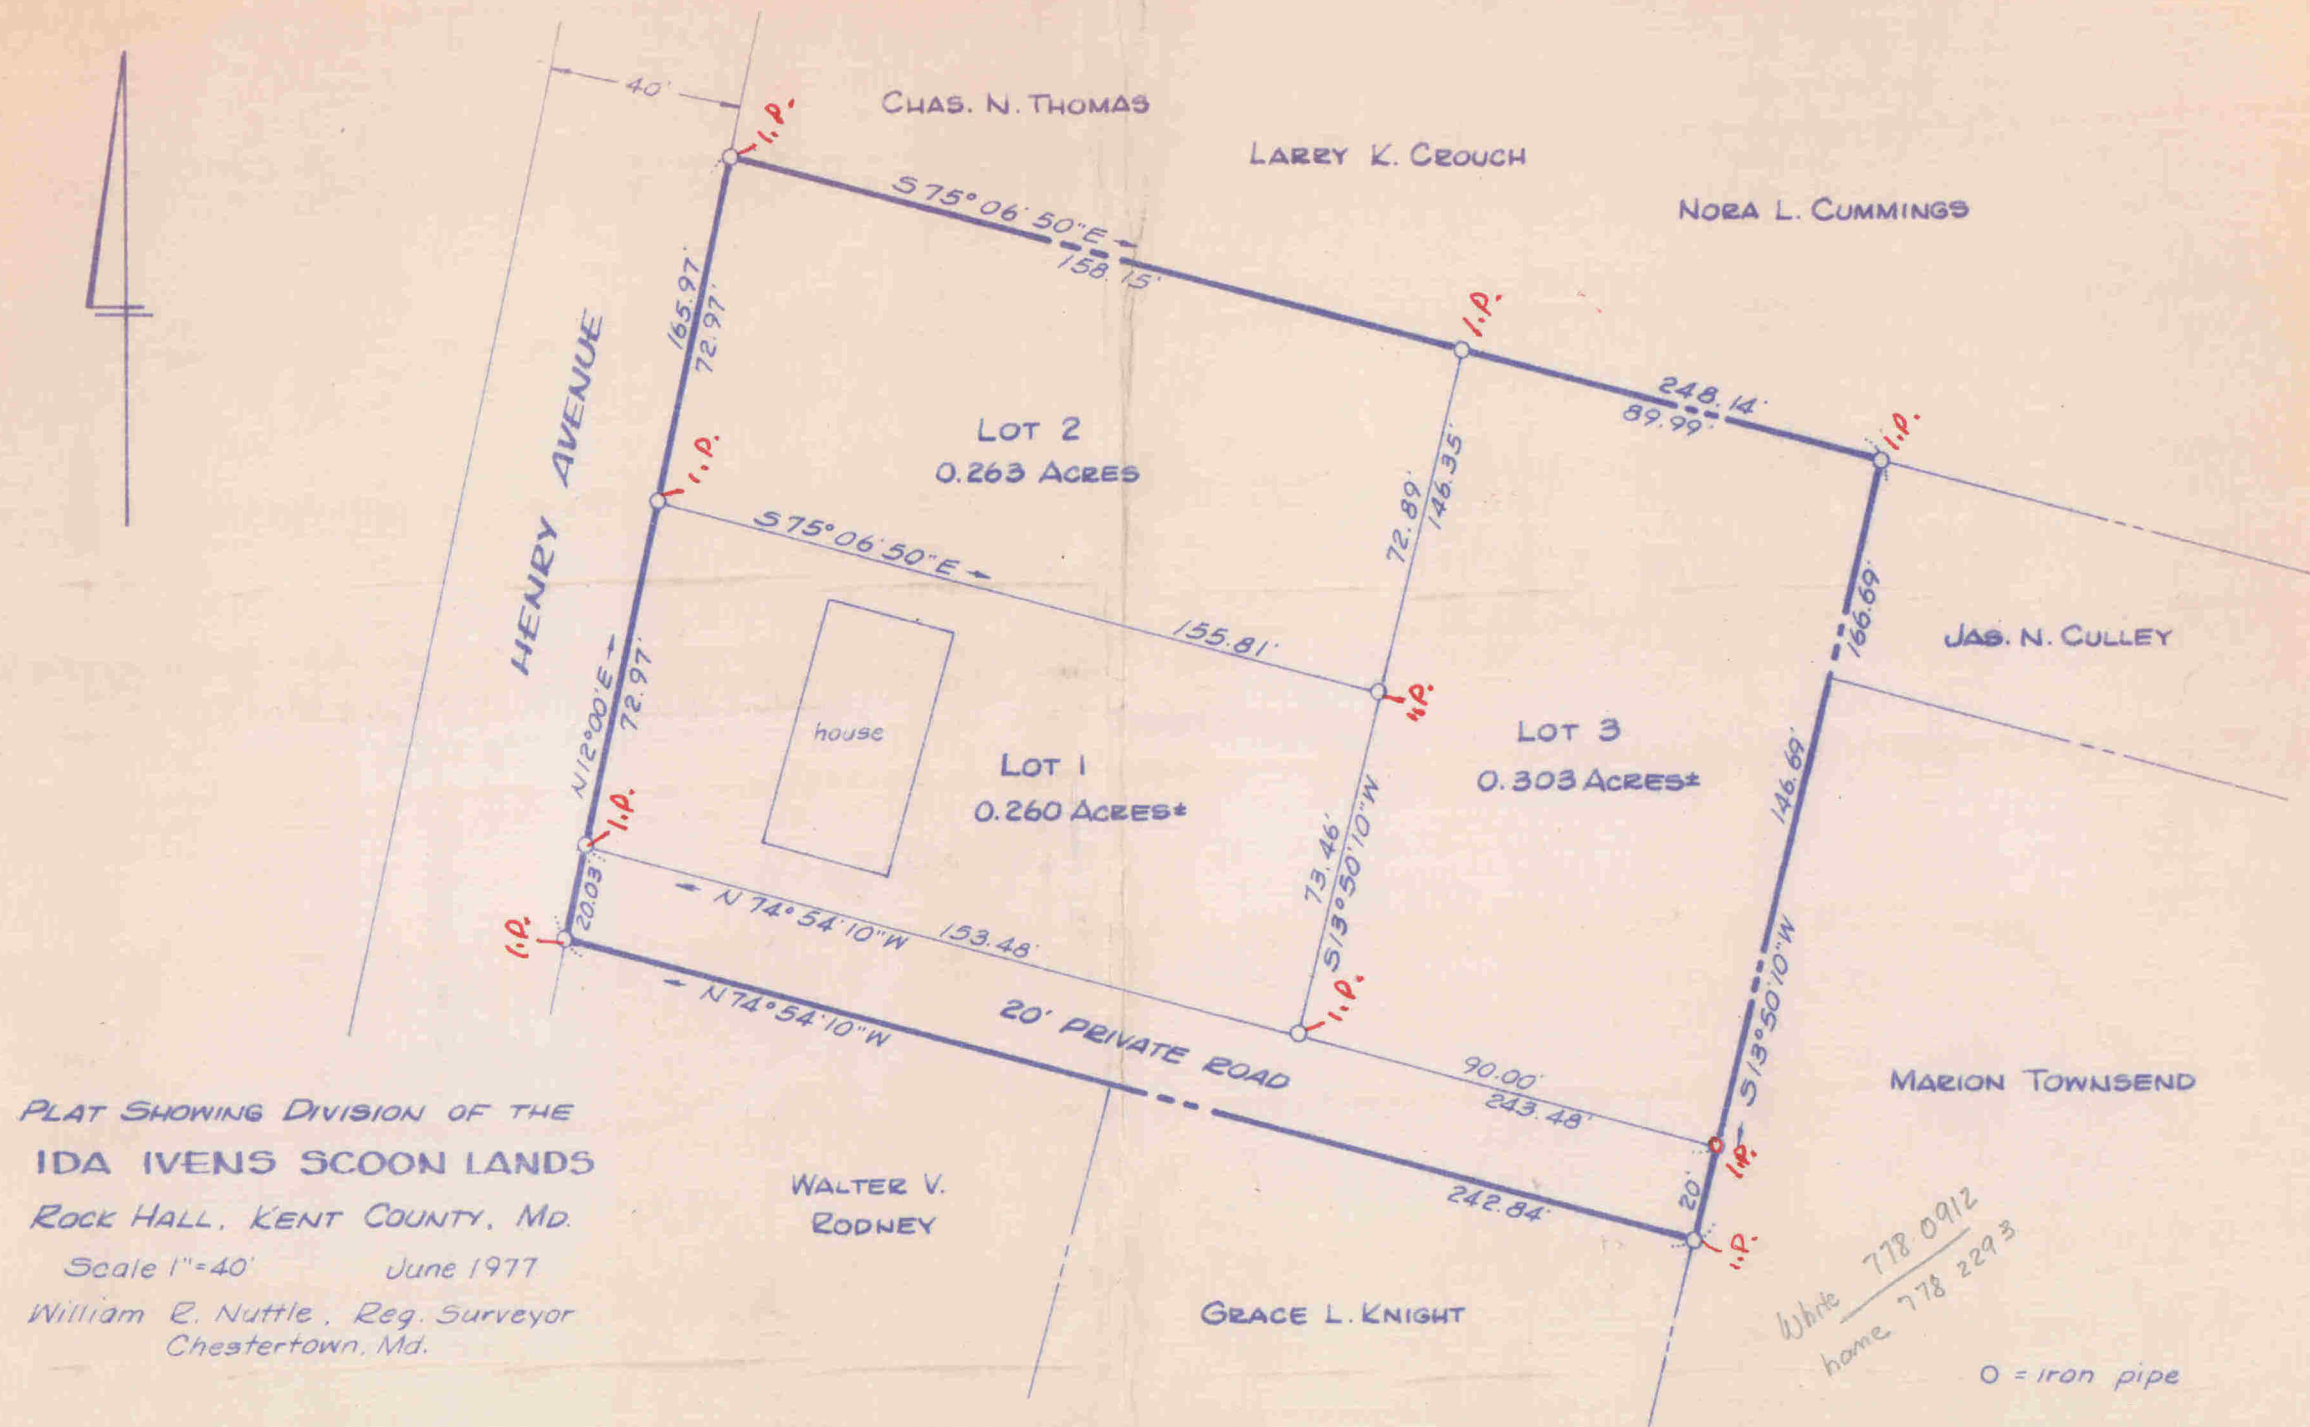 40'
I.P.
CHAS. N. THOMAS
LARRY K. CROUCH
NORA L. CUMMINGS
S 75° 06' 50" E
158.15'
I.P.
248.14'
89.99'
I.P.
165.97'
72.97'
HENRY AVENUE
I.P.
LOT 2
0.263 ACRES
72.89'
146.35'
S 75° 06' 50" E
155.81'
I.P.
166.69'
JAS. N. CULLEY
N 12° 00' E
72.97'
house
LOT 1
0.260 ACRES±
LOT 3
0.303 ACRES±
146.69'
73.46'
S 13° 50' 10" W
S 13° 50' 10" W
I.P.
20.03'
I.P.
N 74° 54' 10" W
153.48'
I.P.
N 74° 54' 10" W
20' PRIVATE ROAD
90.00'
243.48'
242.84'
I.P.
20'
I.P.
MARION TOWNSEND
WALTER V.
RODNEY
GRACE L. KNIGHT
PLAT SHOWING DIVISION OF THE
IDA IVENS SCOON LANDS
ROCK HALL, KENT COUNTY, MD.
Scale 1"=40' June 1977
William R. Nuttle, Reg. Surveyor
Chestertown, Md.
White 778 0912
home 778 2293
O = iron pipe